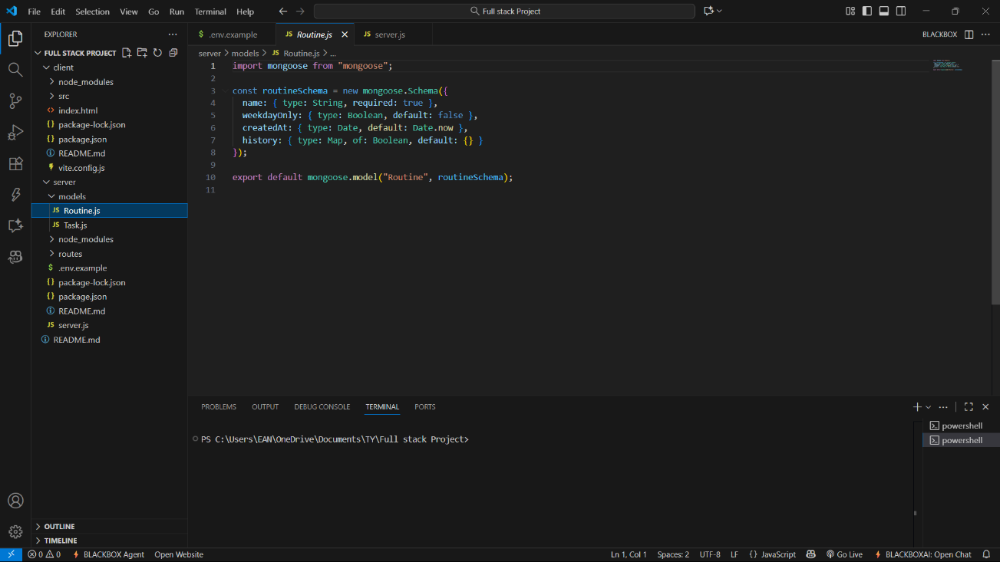 File Edit Selection View Go Run Terminal Help
Full stack Project
EXPLORER
FULL STACK PROJECT
client
node_modules
src
index.html
package-lock.json
package.json
README.md
vite.config.js
server
models
Routine.js
Task.js
node_modules
routes
.env.example
package-lock.json
package.json
README.md
server.js
README.md
OUTLINE
TIMELINE
$ .env.example JS Routine.js JS server.js
BLACKBOX
server > models > JS Routine.js > ...
1 import mongoose from "mongoose";
2
3 const routineSchema = new mongoose.Schema({
4 name: { type: String, required: true },
5 weekdayOnly: { type: Boolean, default: false },
6 createdAt: { type: Date, default: Date.now },
7 history: { type: Map, of: Boolean, default: {} }
8 });
9
10 export default mongoose.model("Routine", routineSchema);
11
PROBLEMS OUTPUT DEBUG CONSOLE TERMINAL PORTS
PS C:\Users\EAN\OneDrive\Documents\TY\Full stack Project>
powershell
powershell
0 0 BLACKBOX Agent Open Website Ln 1, Col 1 Spaces: 2 UTF-8 LF {} JavaScript Go Live BLACKBOXAI: Open Chat